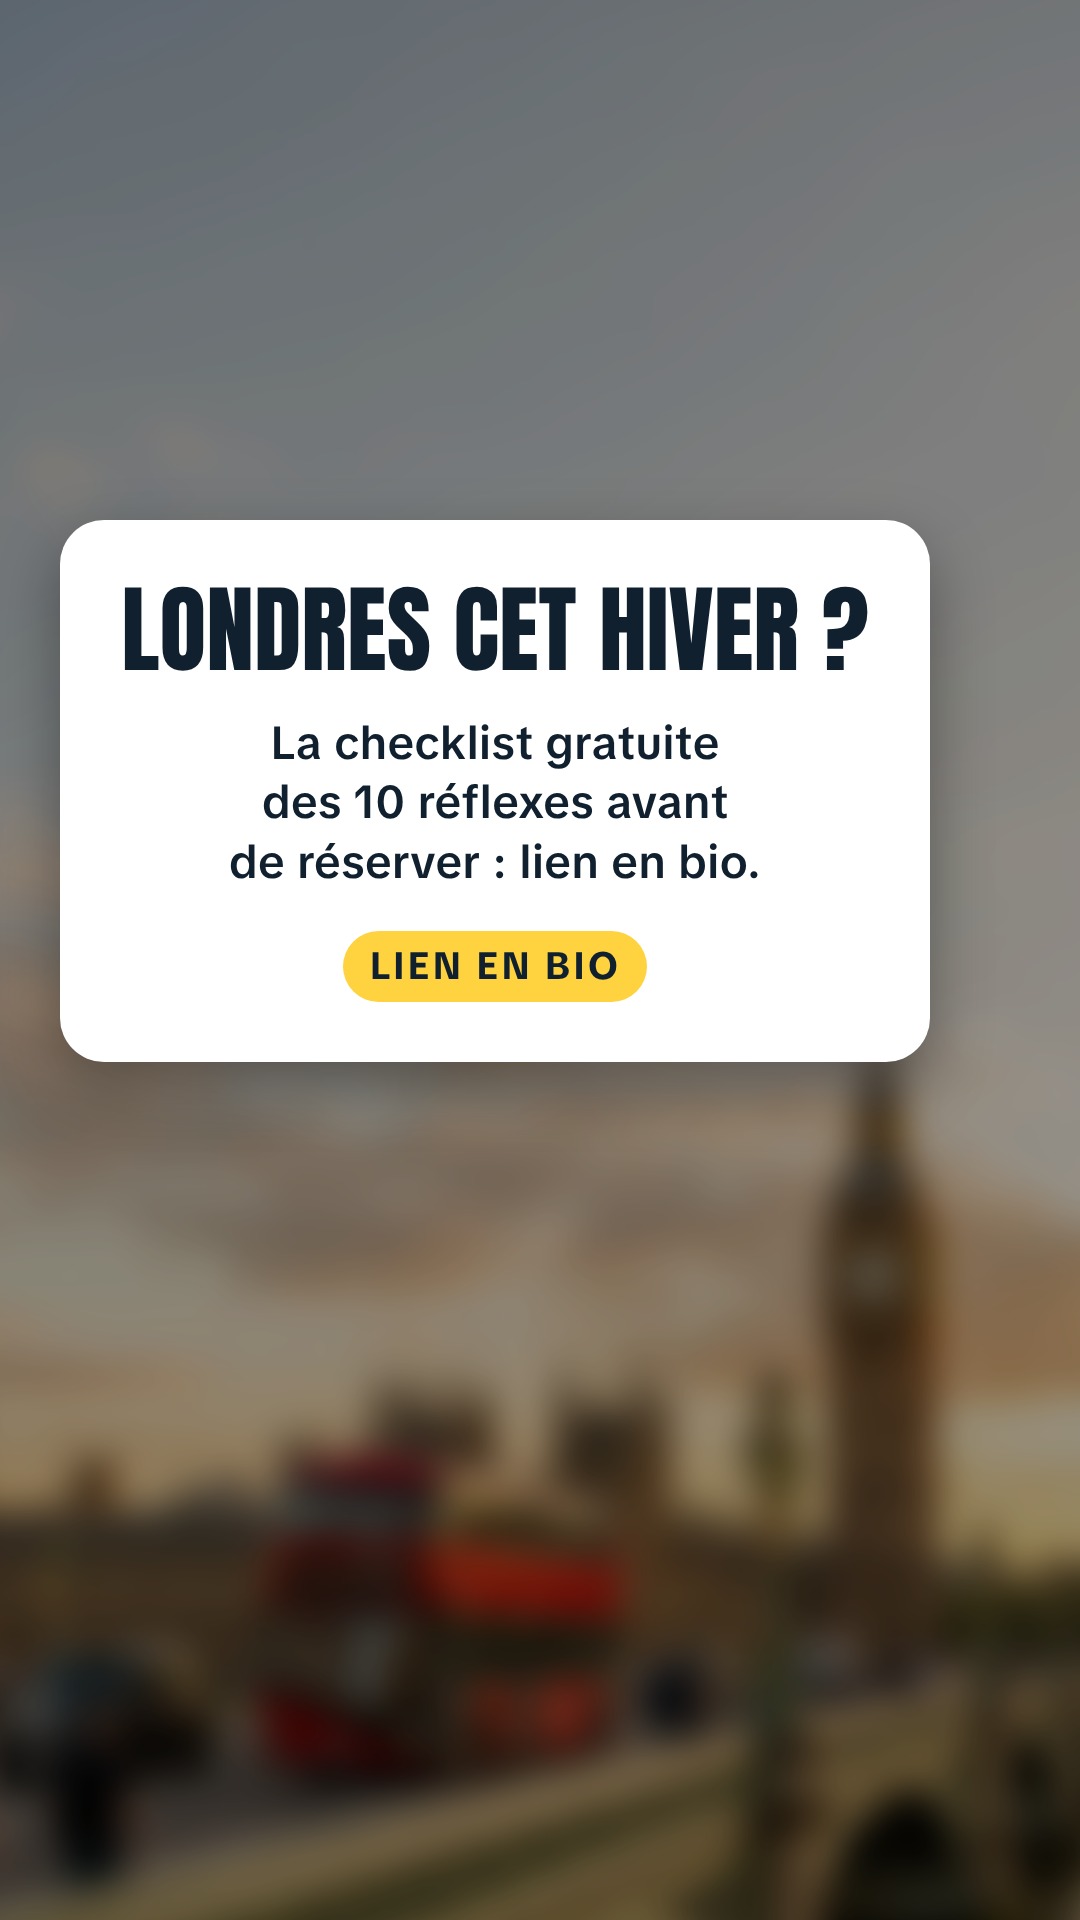 LONDRES CET HIVER ?
La checklist gratuite
des 10 réflexes avant
de réserver : lien en bio.
LIEN EN BIO